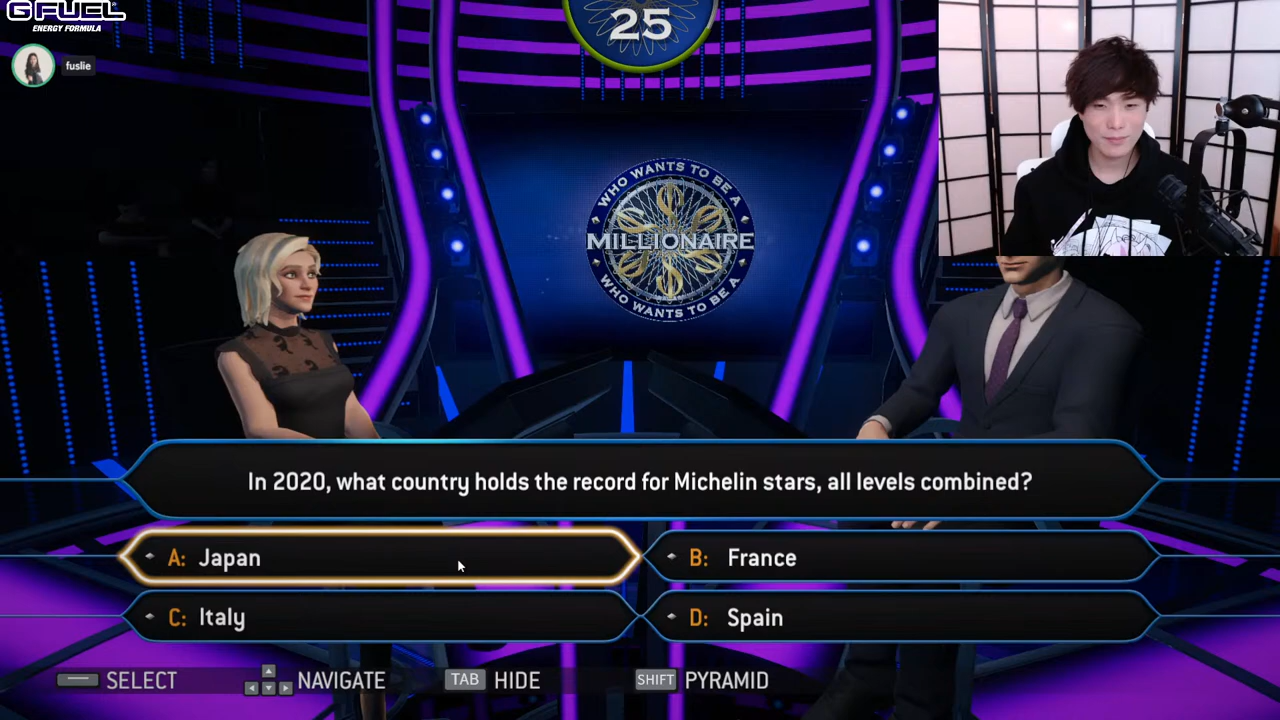 G FUEL
ENERGY FORMULA
fuslie
25
WHO WANTS TO BE A
MILLIONAIRE
WHO WANTS TO BE A
In 2020, what country holds the record for Michelin stars, all levels combined?
A: Japan
B: France
C: Italy
D: Spain
SELECT
NAVIGATE
TAB HIDE
SHIFT PYRAMID